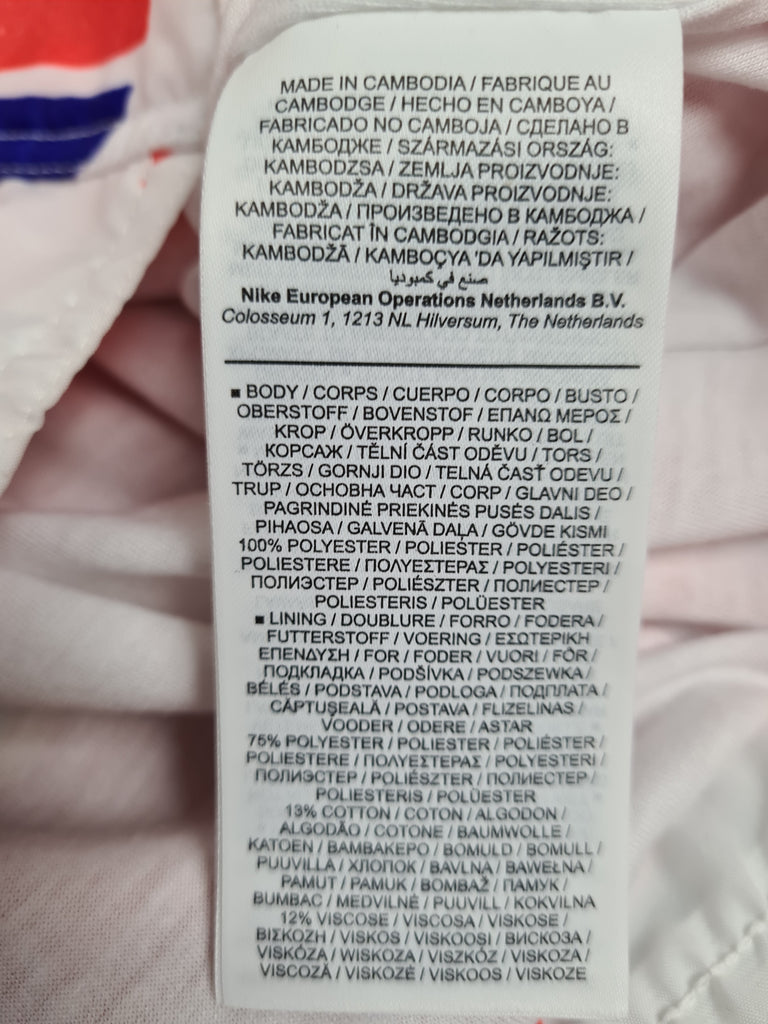 MADE IN CAMBODIA / FABRIQUE AU
CAMBODGE / HECHO EN CAMBOYA /
FABRICADO NO CAMBOJA / СДЕЛАНО В
КАМБОДЖЕ / SZÁRMAZÁSI ORSZÁG:
KAMBODZSA / ZEMLJA PROIZVODNJE:
KAMBODŽA / DRŽAVA PROIZVODNJE:
KAMBODŽA / ПРОИЗВЕДЕНО В КАМБОДЖА /
FABRICAT ÎN CAMBODGIA / RAŽOTS:
KAMBODŽĀ / KAMBOÇYA 'DA YAPILMIŞTIR /
صنع في كمبوديا
Nike European Operations Netherlands B.V.
Colosseum 1, 1213 NL Hilversum, The Netherlands
■ BODY / CORPS / CUERPO / CORPO / BUSTO /
OBERSTOFF / BOVENSTOF / ΕΠΑΝΩ ΜΕΡΟΣ /
KROP / ÖVERKROPP / RUNKO / BOL /
КОРСАЖ / TĚLNÍ ČÁST ODĚVU / TORS /
TÖRZS / GORNJI DIO / TELNÁ ČASŤ ODEVU /
TRUP / ОСНОВНА ЧАСТ / CORP / GLAVNI DEO /
PAGRINDINĖ PRIEKINĖS PUSĖS DALIS /
PIHAOSA / GALVENĀ DAĻA / GÖVDE KISMI
100% POLYESTER / POLIESTER / POLIÉSTER /
POLIESTERE / ΠΟΛΥΕΣΤΕΡΑΣ / POLYESTERI /
ПОЛИЭСТЕР / POLIÉSZTER / ПОЛИЕСТЕР /
POLIESTERIS / POLÜESTER
■ LINING / DOUBLURE / FORRO / FODERA /
FUTTERSTOFF / VOERING / ΕΣΩΤΕΡΙΚΗ
ΕΠΕΝΔΥΣΗ / FOR / FODER / VUORI / FÔR /
ПОДКЛАДКА / PODŠÍVKA / PODSZEWKA /
BÉLÉS / PODSTAVA / PODLOGA / ПОДПЛАТА /
CĂPTUŞEALĂ / POSTAVA / FLIZELINAS /
VOODER / ODERE / ASTAR
75% POLYESTER / POLIESTER / POLIÉSTER /
POLIESTERE / ΠΟΛΥΕΣΤΕΡΑΣ / POLYESTERI /
ПОЛИЭСТЕР / POLIÉSZTER / ПОЛИЕСТЕР /
POLIESTERIS / POLÜESTER
13% COTTON / COTON / ALGODON /
ALGODÃO / COTONE / BAUMWOLLE /
KATOEN / ΒΑΜΒΑΚΕΡΟ / BOMULD / BOMULL /
PUUVILLA / ХЛОПОК / BAVLNA / BAWEŁNA /
PAMUT / PAMUK / BOMBAŽ / ПАМУК /
BUMBAC / MEDVILNĖ / PUUVILL / KOKVILNA
12% VISCOSE / VISCOSA / VISKOSE /
ΒΙΣΚΟΖΗ / VISKOS / VISKOOSI / ВИСКОЗА /
VISKÓZA / WISKOZA / VISZKÓZ / VISKOZA /
VISCOZĂ / VISKOZĖ / VISKOOS / VISKOZE